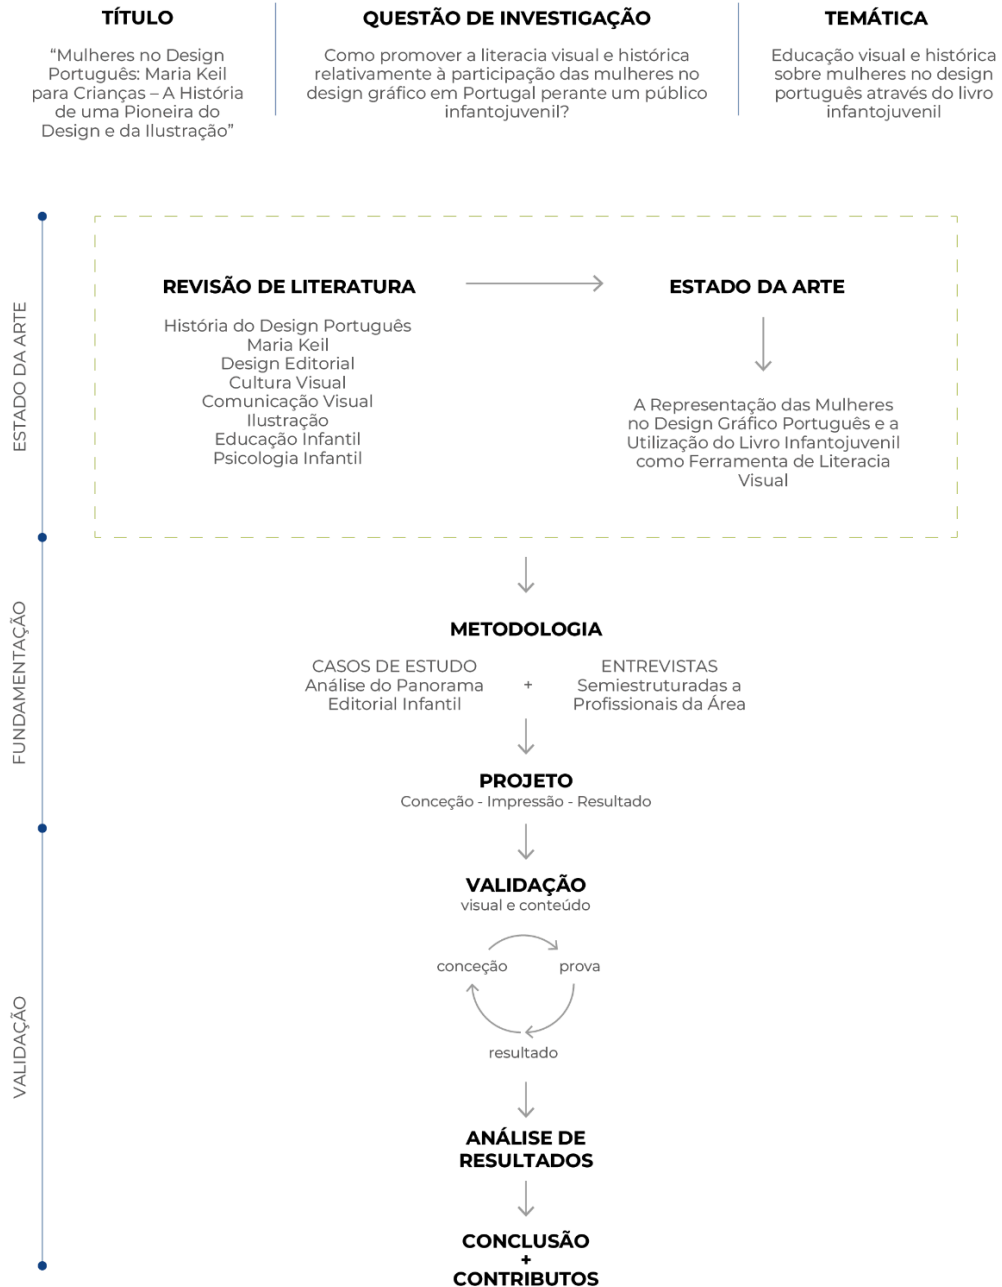 TÍTULO
“Mulheres no Design
Português: Maria Keil
para Crianças – A História
de uma Pioneira do
Design e da Ilustração”
QUESTÃO DE INVESTIGAÇÃO
Como promover a literacia visual e histórica
relativamente à participação das mulheres no
design gráfico em Portugal perante um público
infantojuvenil?
TEMÁTICA
Educação visual e histórica
sobre mulheres no design
português através do livro
infantojuvenil
ESTADO DA ARTE
REVISÃO DE LITERATURA
História do Design Português
Maria Keil
Design Editorial
Cultura Visual
Comunicação Visual
Ilustração
Educação Infantil
Psicologia Infantil
ESTADO DA ARTE
A Representação das Mulheres
no Design Gráfico Português e a
Utilização do Livro Infantojuvenil
como Ferramenta de Literacia
Visual
FUNDAMENTAÇÃO
METODOLOGIA
CASOS DE ESTUDO
Análise do Panorama
Editorial Infantil
+
ENTREVISTAS
Semiestruturadas a
Profissionais da Área
PROJETO
Conceção - Impressão - Resultado
VALIDAÇÃO
VALIDAÇÃO
visual e conteúdo
conceção
prova
resultado
ANÁLISE DE
RESULTADOS
CONCLUSÃO
+
CONTRIBUTOS